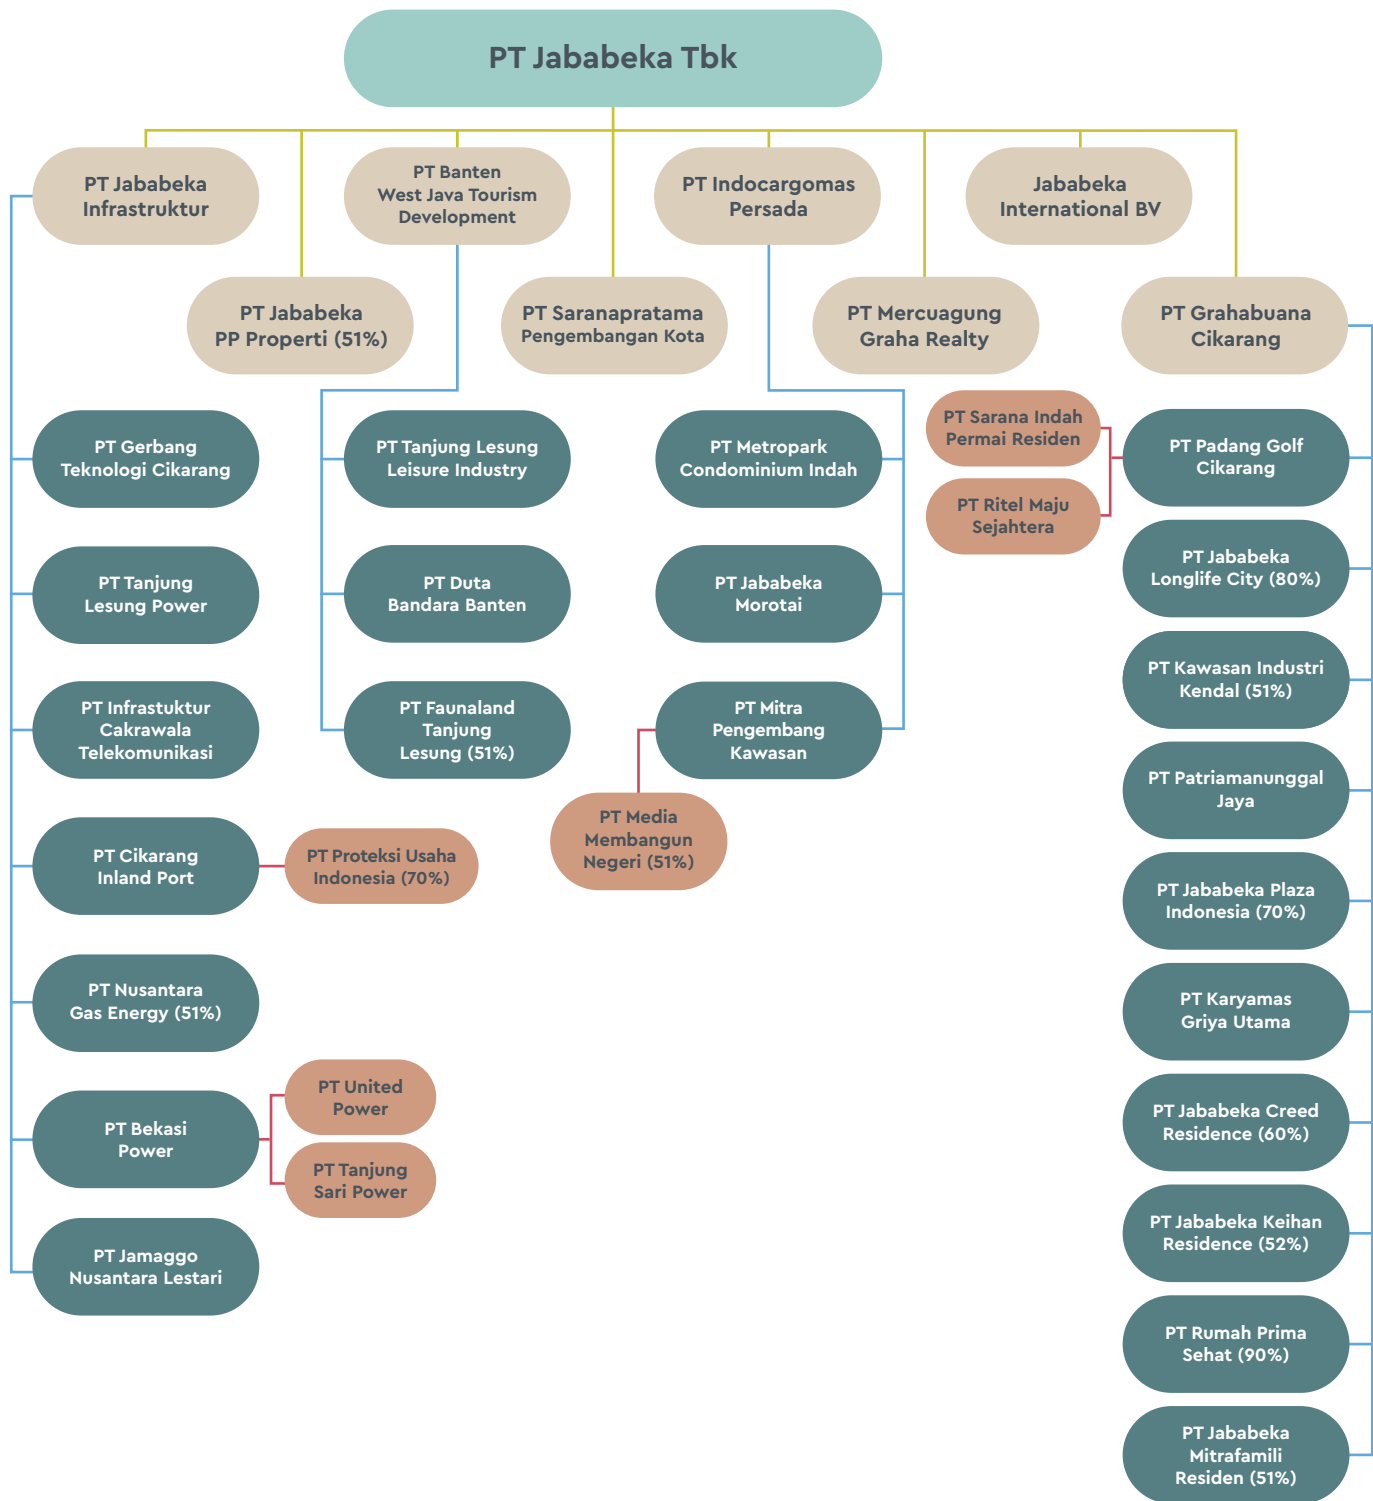 PT Jababeka Tbk
PT Jababeka
Infrastruktur
PT Banten
West Java Tourism
Development
PT Indocargomas
Persada
Jababeka
International BV
PT Jababeka
PP Properti (51%)
PT Saranapratama
Pengembangan Kota
PT Mercuagung
Graha Realty
PT Grahabuana
Cikarang
PT Gerbang
Teknologi Cikarang
PT Tanjung
Lesung Power
PT Infrastuktur
Cakrawala
Telekomunikasi
PT Cikarang
Inland Port
PT Proteksi Usaha
Indonesia (70%)
PT Nusantara
Gas Energy (51%)
PT Bekasi
Power
PT United
Power
PT Tanjung
Sari Power
PT Jamaggo
Nusantara Lestari
PT Tanjung Lesung
Leisure Industry
PT Duta
Bandara Banten
PT Faunaland
Tanjung
Lesung (51%)
PT Metropark
Condominium Indah
PT Jababeka
Morotai
PT Mitra
Pengembang
Kawasan
PT Media
Membangun
Negeri (51%)
PT Sarana Indah
Permai Residen
PT Ritel Maju
Sejahtera
PT Padang Golf
Cikarang
PT Jababeka
Longlife City (80%)
PT Kawasan Industri
Kendal (51%)
PT Patriamanunggal
Jaya
PT Jababeka Plaza
Indonesia (70%)
PT Karyamas
Griya Utama
PT Jababeka Creed
Residence (60%)
PT Jababeka Keihan
Residence (52%)
PT Rumah Prima
Sehat (90%)
PT Jababeka
Mitrafamili
Residen (51%)